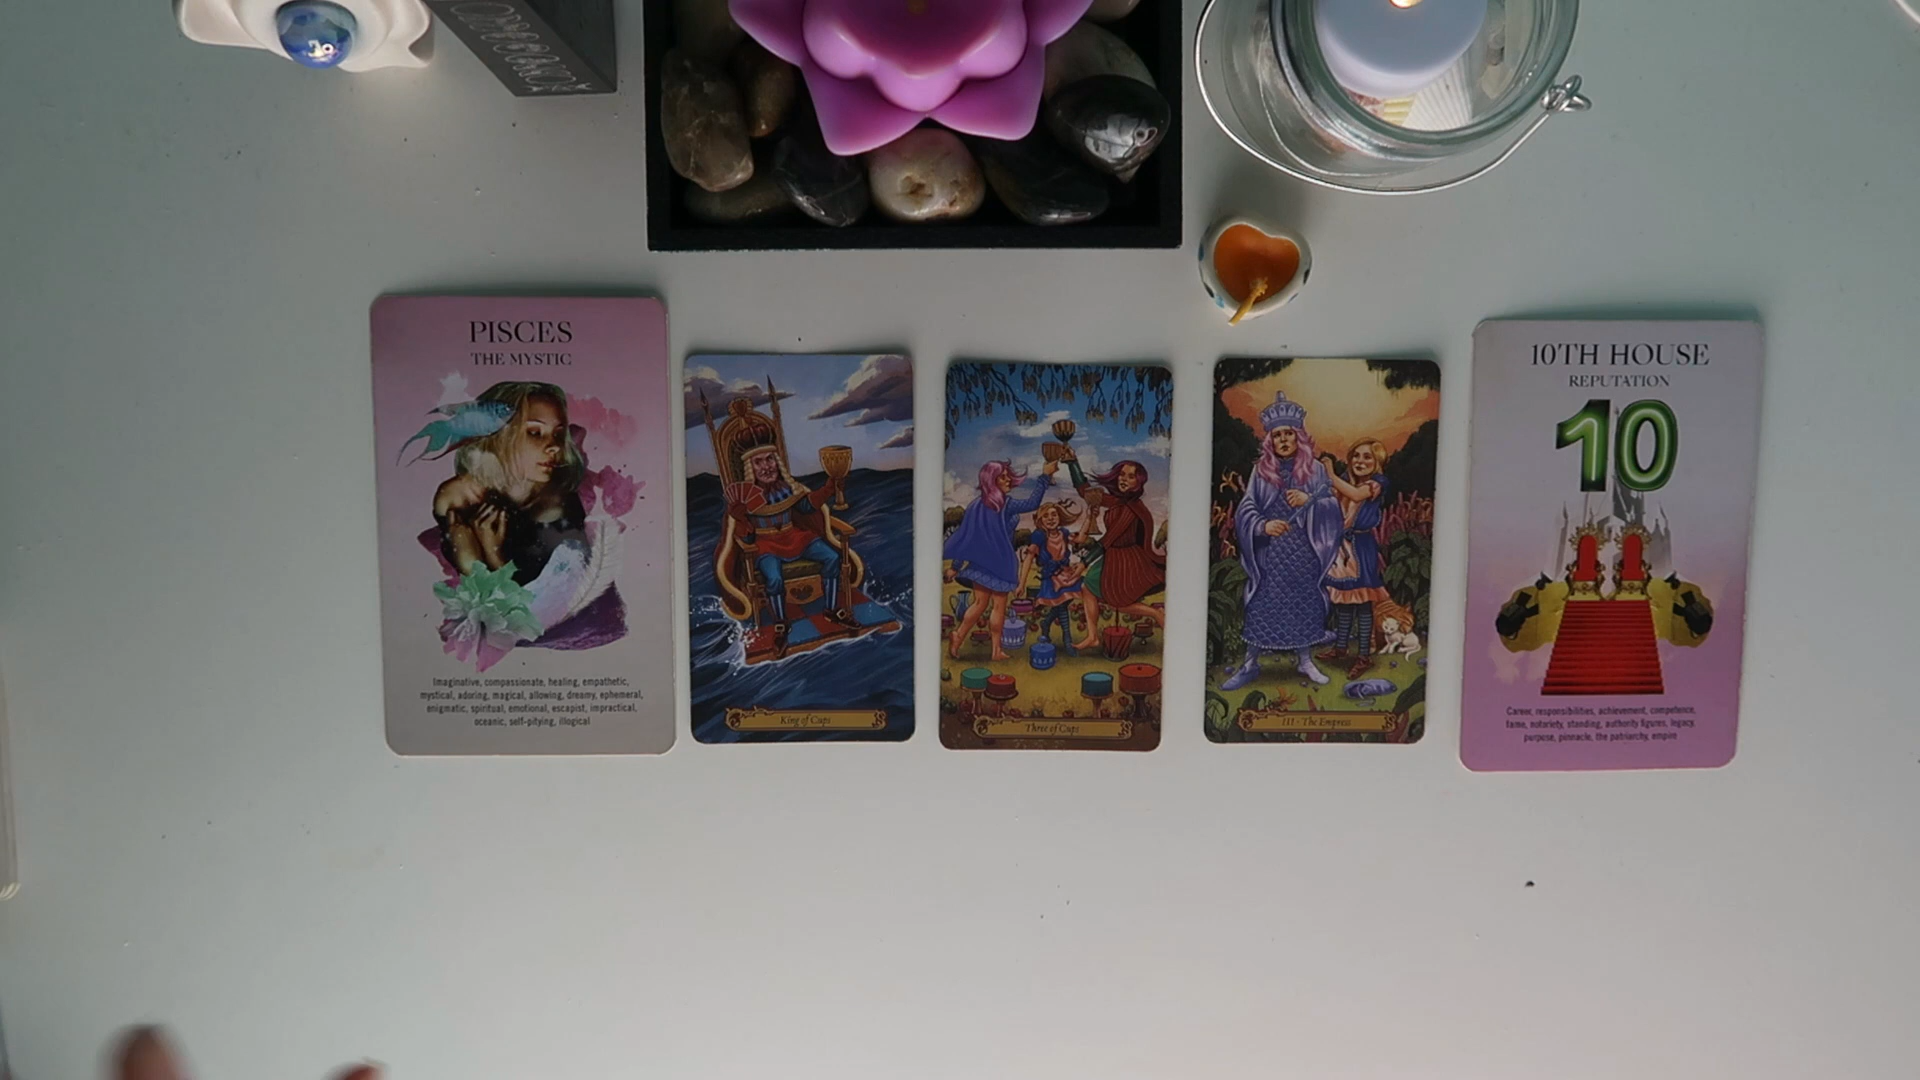 PISCES
THE MYSTIC
Imaginative, compassionate, healing, empathetic,
mystical, adoring, magical, allowing, dreamy, ephemeral,
enigmatic, spiritual, emotional, escapist, impractical,
oceanic, self-pitying, illogical
King of Cups
Three of Cups
III - The Empress
10TH HOUSE
REPUTATION
10
Career, responsibilities, achievement, competence,
fame, notoriety, standing, authority figures, legacy,
purpose, pinnacle, the patriarchy, empire